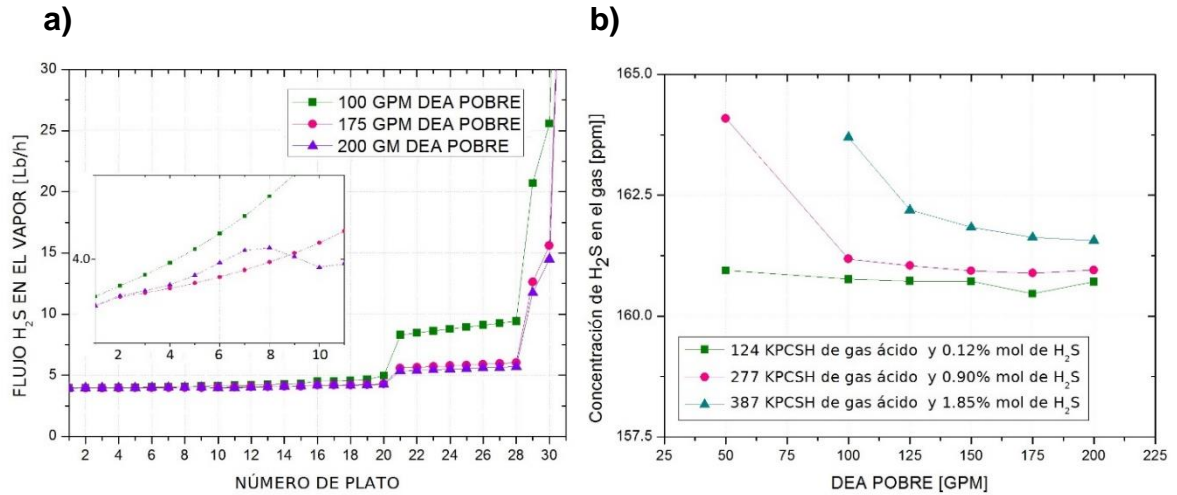 a)
30
25
20
15
10
5
0
FLUJO H₂S EN EL VAPOR [Lb/h]
100 GPM DEA POBRE
175 GPM DEA POBRE
200 GM DEA POBRE
4.0
2 4 6 8 10
2 4 6 8 10 12 14 16 18 20 22 24 26 28 30
NÚMERO DE PLATO
b)
165.0
162.5
160.0
157.5
Concentración de H₂S en el gas [ppm]]
124 KPCSH de gas ácido y 0.12% mol de H₂S
277 KPCSH de gas ácido y 0.90% mol de H₂S
387 KPCSH de gas ácido y 1.85% mol de H₂S
25 50 75 100 125 150 175 200 225
DEA POBRE [GPM]